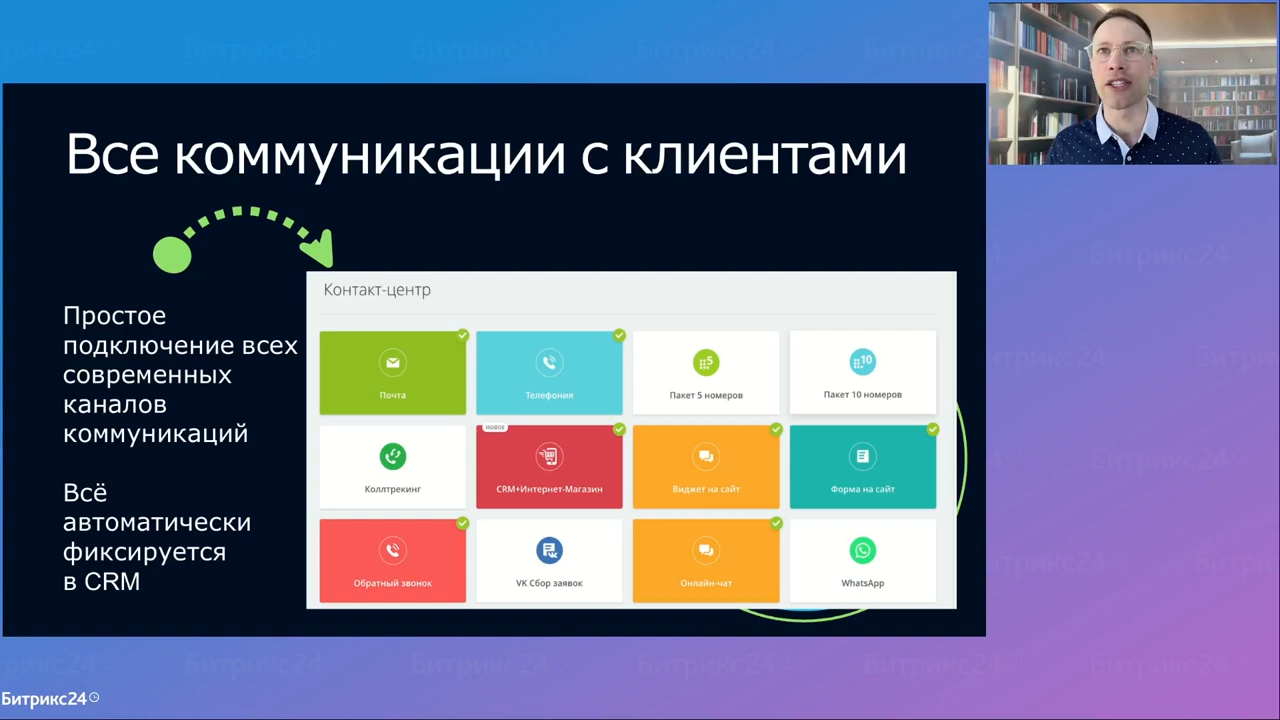 Все коммуникации с клиентами
Простое
подключение всех
современных
каналов
коммуникаций
Всё
автоматически
фиксируется
в CRM
Контакт-центр
Почта
Телефония
5
Пакет 5 номеров
10
Пакет 10 номеров
Коллтрекинг
НОВОЕ
CRM+Интернет-Магазин
Виджет на сайт
Форма на сайт
Обратный звонок
VK Сбор заявок
Онлайн-чат
WhatsApp
Битрикс24